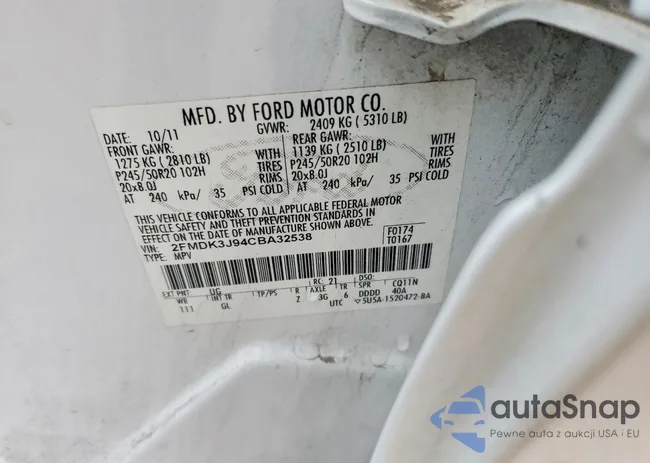 MFD. BY FORD MOTOR CO.
DATE: 10/11 GVWR: 2409 KG ( 5310 LB)
FRONT GAWR: REAR GAWR:
1275 KG ( 2810 LB) WITH 1139 KG ( 2510 LB) WITH
P245/50R20 102H TIRES P245/50R20 102H TIRES
20x8.0J RIMS 20x8.0J RIMS
AT 240 kPa/ 35 PSI COLD AT 240 kPa/ 35 PSI COLD
THIS VEHICLE CONFORMS TO ALL APPLICABLE FEDERAL MOTOR
VEHICLE SAFETY AND THEFT PREVENTION STANDARDS IN
EFFECT ON THE DATE OF MANUFACTURE SHOWN ABOVE.
VIN: 2FMDK3J94CBA32538 F0174
TYPE: MPV T0167
EXT PNT: UG RC: 21 DSO:
WB INT TR TP/PS R AXLE TR SPR CQ11N
111 GL Z 3G 6 DDDD 40A
UTC 5U5A-1520472-BA
autaSnap
Pewne auta z aukcji USA i EU